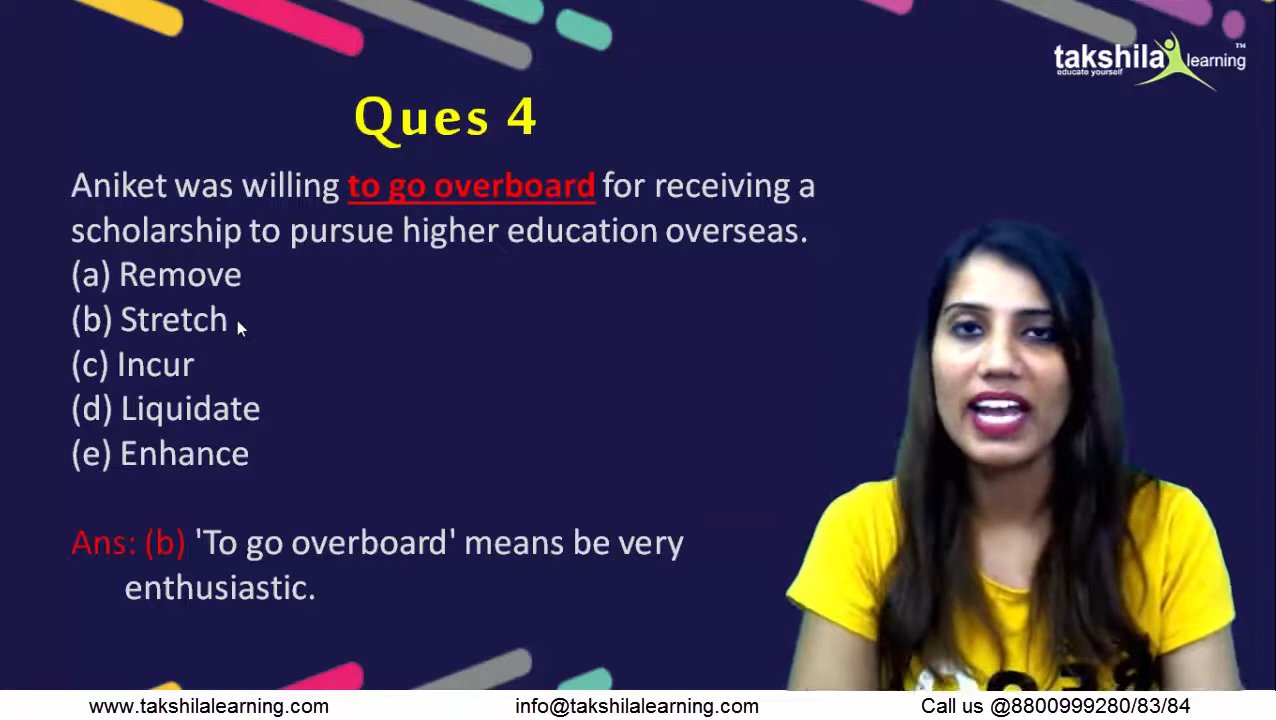 takshila learning™
educate yourself
Ques 4
Aniket was willing to go overboard for receiving a
scholarship to pursue higher education overseas.
(a) Remove
(b) Stretch
(c) Incur
(d) Liquidate
(e) Enhance
Ans: (b) 'To go overboard' means be very
enthusiastic.
www.takshilalearning.com info@takshilalearning.com Call us @8800999280/83/84